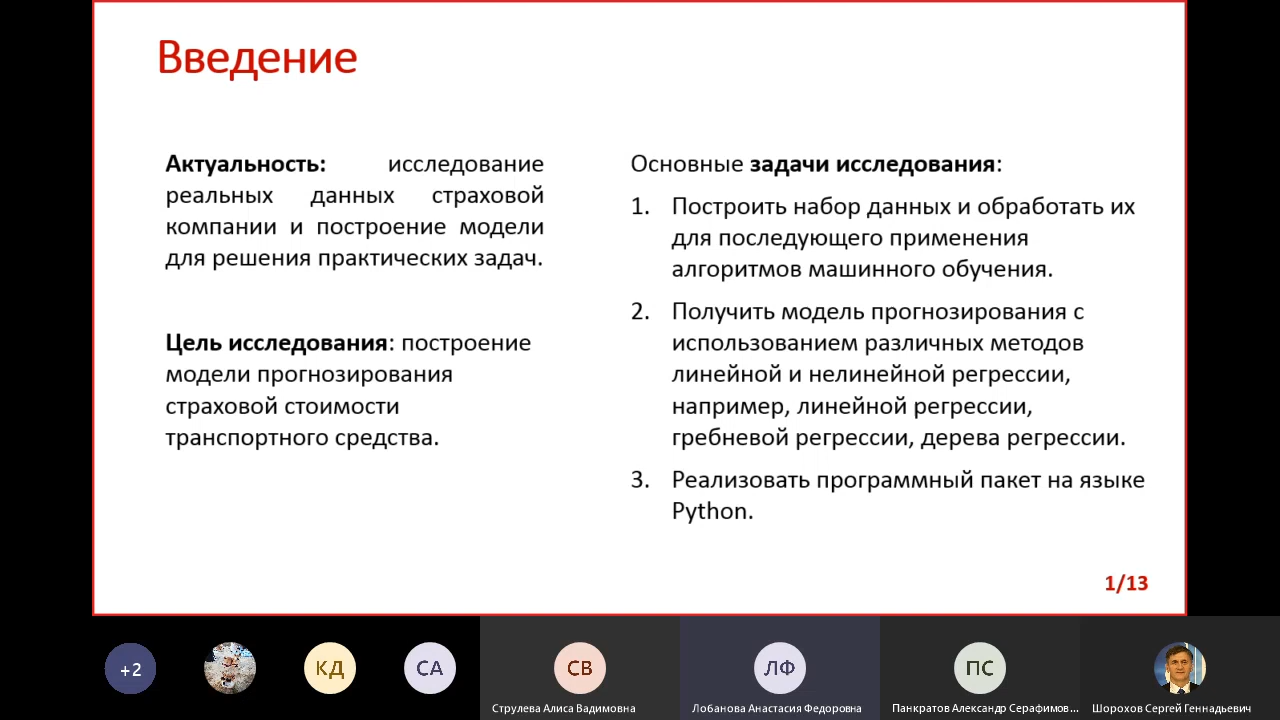 Введение
Актуальность: исследование
реальных данных страховой
компании и построение модели
для решения практических задач.
Цель исследования: построение
модели прогнозирования
страховой стоимости
транспортного средства.
Основные задачи исследования:
1. Построить набор данных и обработать их
для последующего применения
алгоритмов машинного обучения.
2. Получить модель прогнозирования с
использованием различных методов
линейной и нелинейной регрессии,
например, линейной регрессии,
гребневой регрессии, дерева регрессии.
3. Реализовать программный пакет на языке
Python.
1/13
+2
КД
СА
СВ
ЛФ
ПС
Струлева Алиса Вадимовна
Лобанова Анастасия Федоровна
Панкратов Александр Серафимов...
Шорохов Сергей Геннадьевич